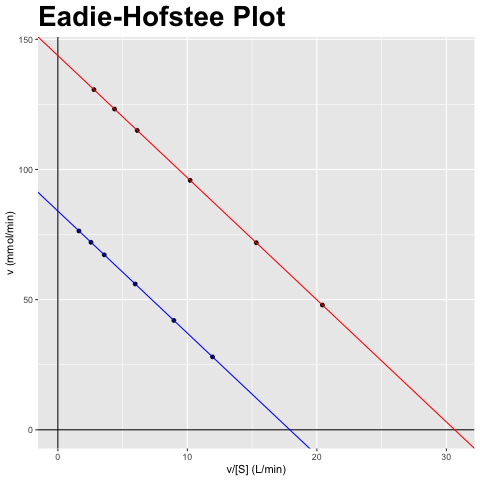 Eadie-Hofstee Plot
150
100
50
0
v (mmol/min)
0 10 20 30
v/[S] (L/min)